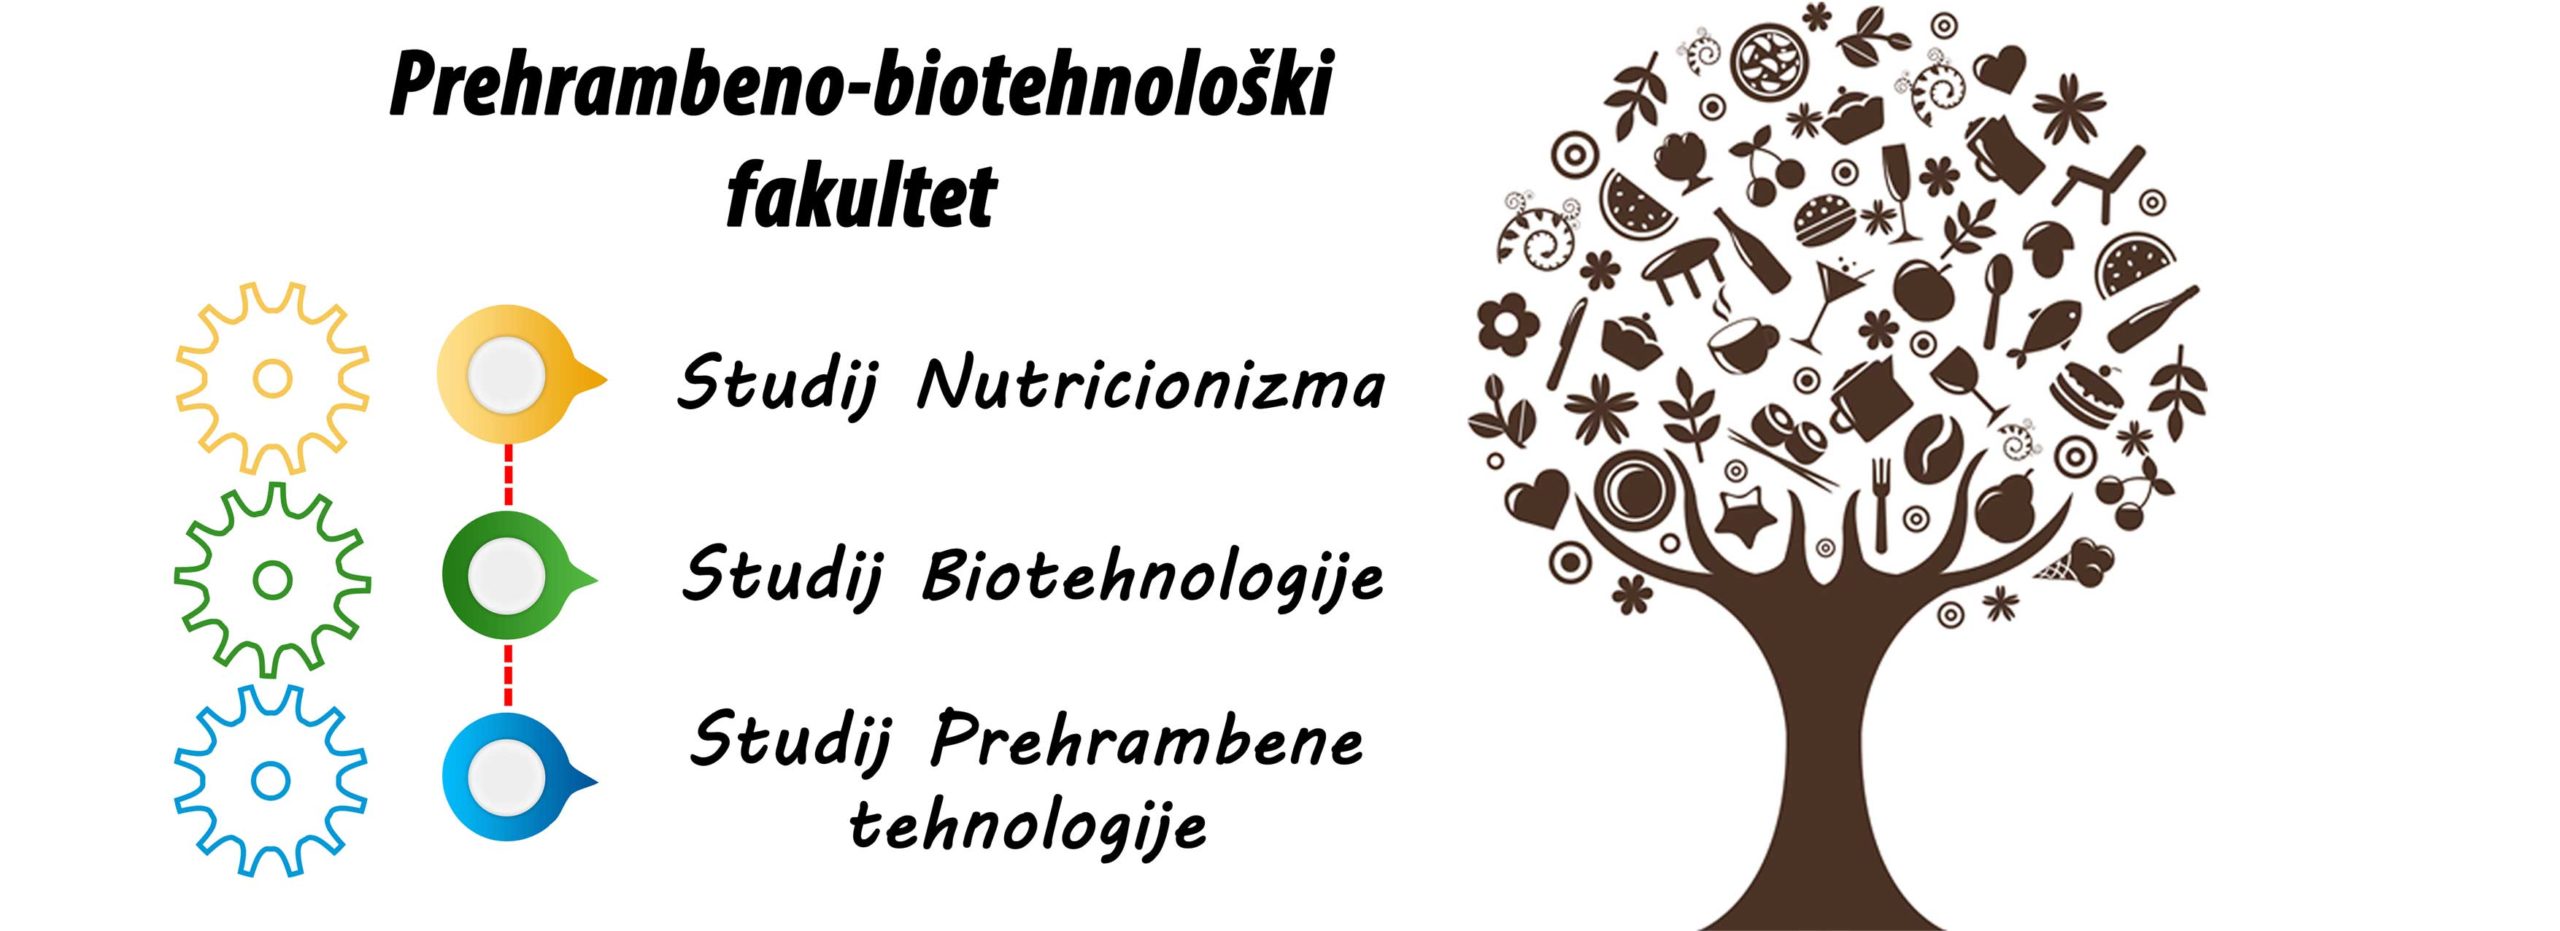 Prehrambeno-biotehnološki
fakultet
Studij Nutricionizma
Studij Biotehnologije
Studij Prehrambene
tehnologije